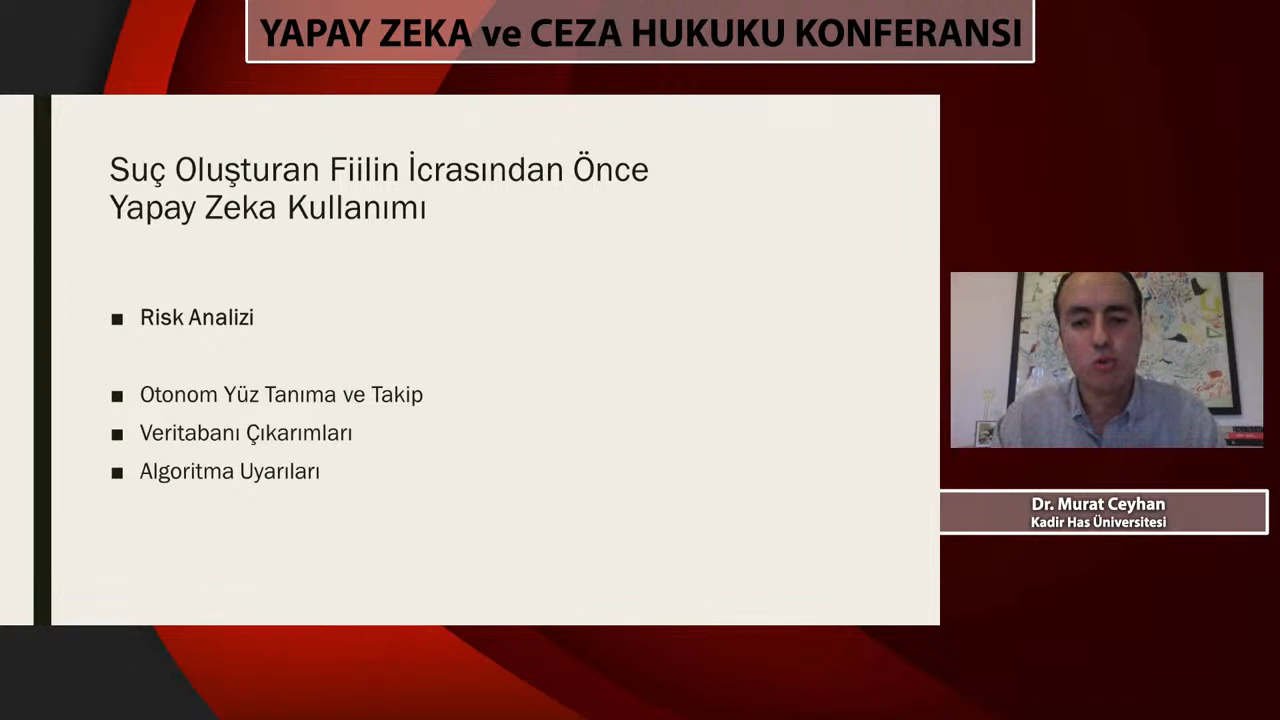 YAPAY ZEKA ve CEZA HUKUKU KONFERANSI
Suç Oluşturan Fiilin İcrasından Önce
Yapay Zeka Kullanımı
■ Risk Analizi
■ Otonom Yüz Tanıma ve Takip
■ Veritabanı Çıkarımları
■ Algoritma Uyarıları
Dr. Murat Ceyhan
Kadir Has Üniversitesi